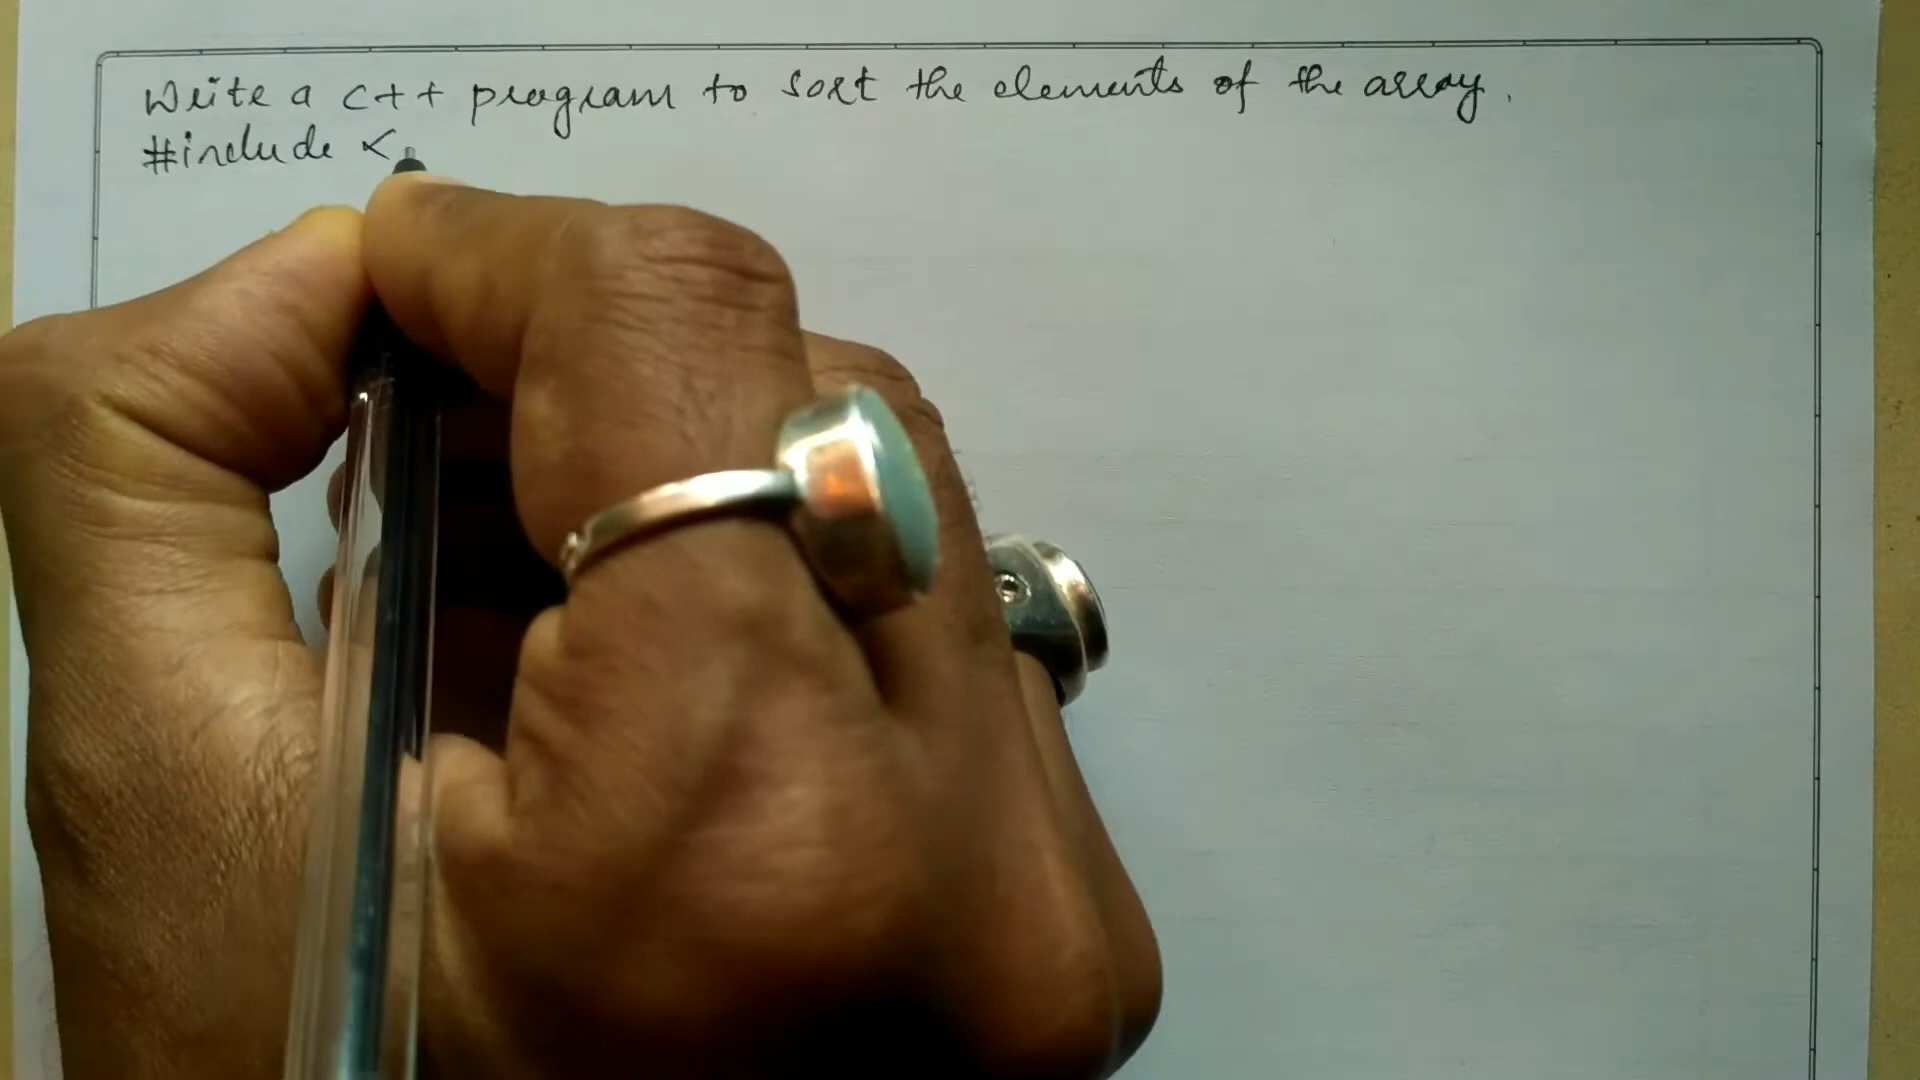 Write a c++ program to sort the elements of the array.
#include <